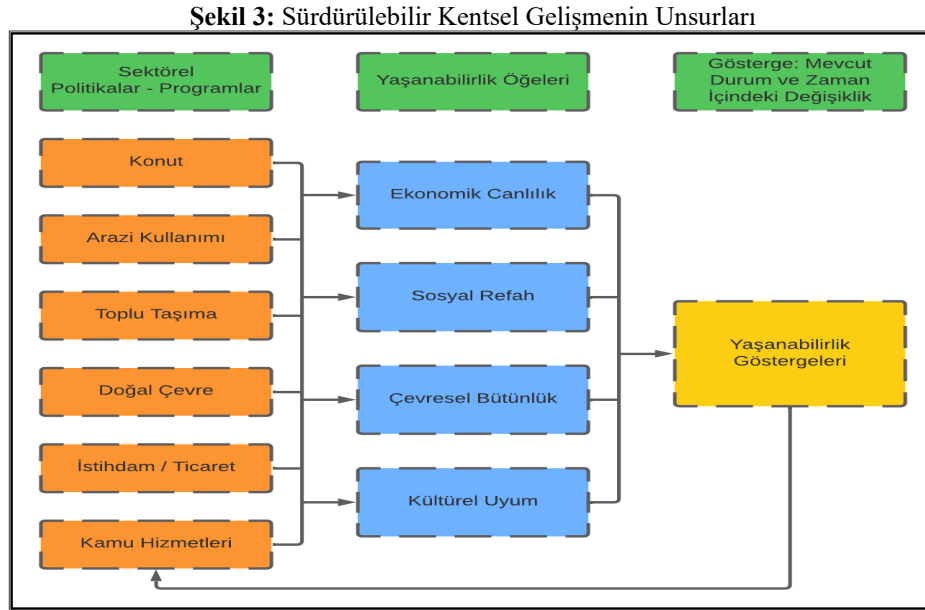 Şekil 3: Sürdürülebilir Kentsel Gelişmenin Unsurları
Sektörel
Politikalar - Programlar
Yaşanabilirlik Öğeleri
Gösterge: Mevcut
Durum ve Zaman
İçindeki Değişiklik
Konut
Arazi Kullanımı
Toplu Taşıma
Doğal Çevre
İstihdam / Ticaret
Kamu Hizmetleri
Ekonomik Canlılık
Sosyal Refah
Çevresel Bütünlük
Kültürel Uyum
Yaşanabilirlik
Göstergeleri